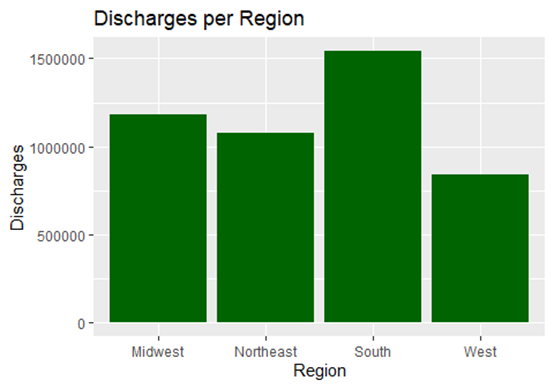 Discharges per Region
1500000
1000000
500000
0
Discharges
Midwest Northeast South West
Region